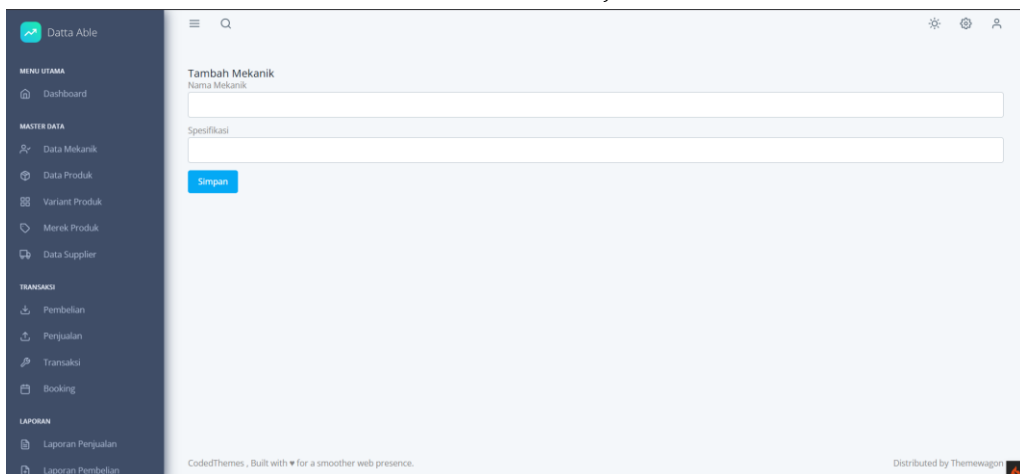 Datta Able
MENU UTAMA
Dashboard
MASTER DATA
Data Mekanik
Data Produk
Variant Produk
Merek Produk
Data Supplier
TRANSAKSI
Pembelian
Penjualan
Transaksi
Booking
LAPORAN
Laporan Penjualan
Laporan Pembelian
Tambah Mekanik
Nama Mekanik
Spesifikasi
Simpan
CodedThemes , Built with ♥ for a smoother web presence.
Distributed by Themewagon